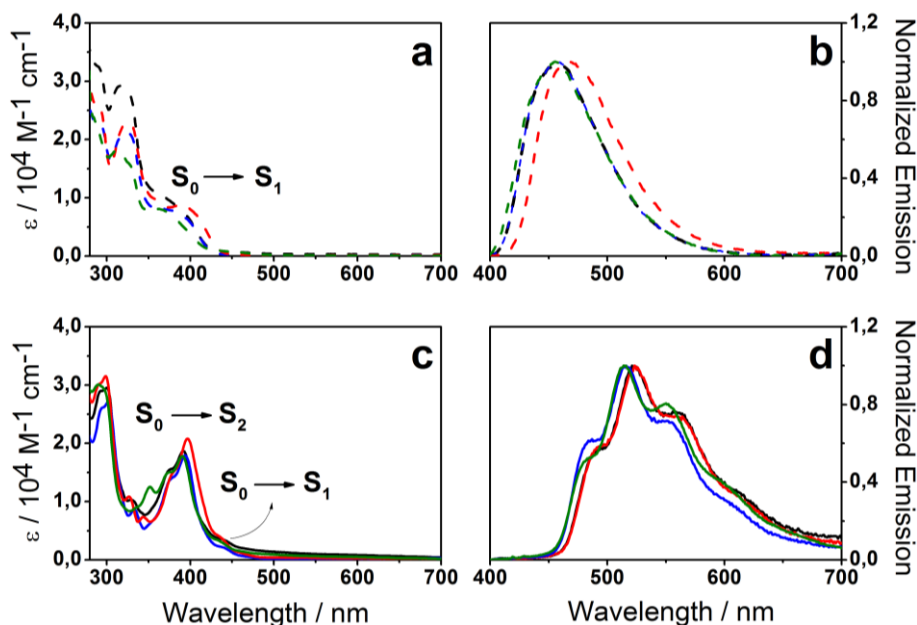 4,0
3,0
2,0
1,0
0,0
ε / 10⁴ M⁻¹ cm⁻¹
a
S₀ → S₁
300 400 500 600 700
b
1,2
0,8
0,4
0,0
Normalized Emission
400 500 600 700
4,0
3,0
2,0
1,0
0,0
ε / 10⁴ M⁻¹ cm⁻¹
c
S₀ → S₂
S₀ → S₁
300 400 500 600 700
Wavelength / nm
d
1,2
0,8
0,4
0,0
Normalized Emission
400 500 600 700
Wavelength / nm